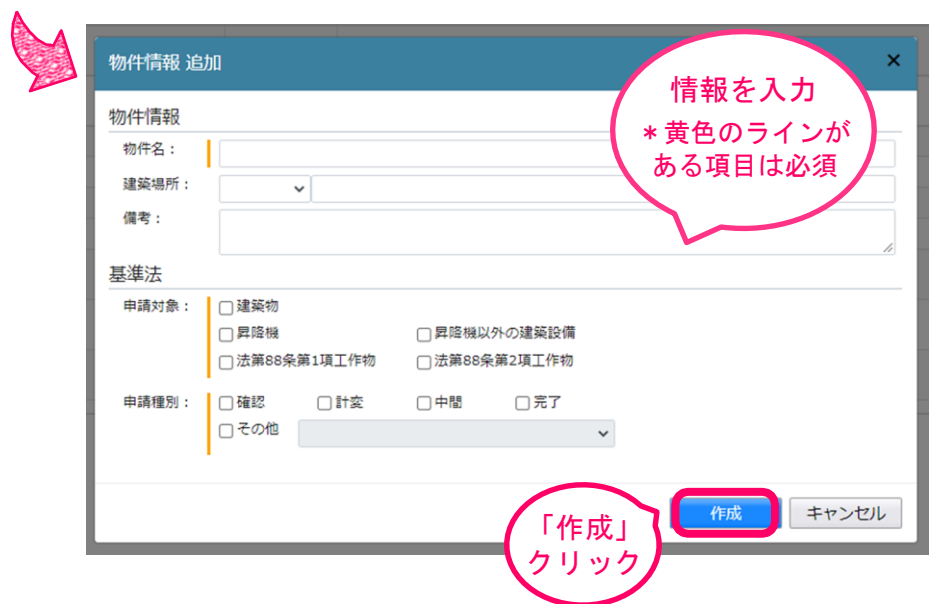 物件情報 追加
×
情報を入力
＊黄色のラインが
ある項目は必須
物件情報
物件名：
建築場所：
備考：
基準法
申請対象： 建築物
昇降機 昇降機以外の建築設備
法第88条第1項工作物 法第88条第2項工作物
申請種別： 確認 計変 中間 完了
その他
「作成」
クリック
作成 キャンセル